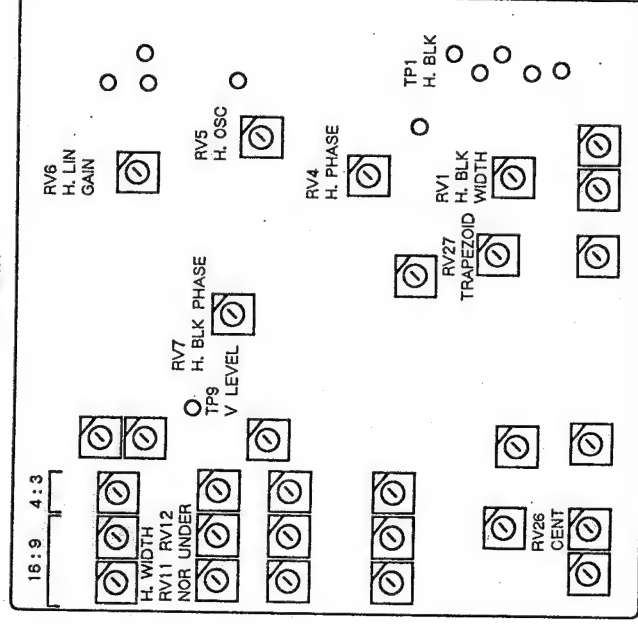 RV6
H. LIN
GAIN
RV5
H. OSC
TP1
H. BLK
RV4
H. PHASE
RV1
H. BLK
WIDTH
RV27
TRAPEZOID
RV7
H. BLK PHASE
TP9
V LEVEL
16:9 4:3
H. WIDTH
RV11 RV12
NOR UNDER
RV26
CENT